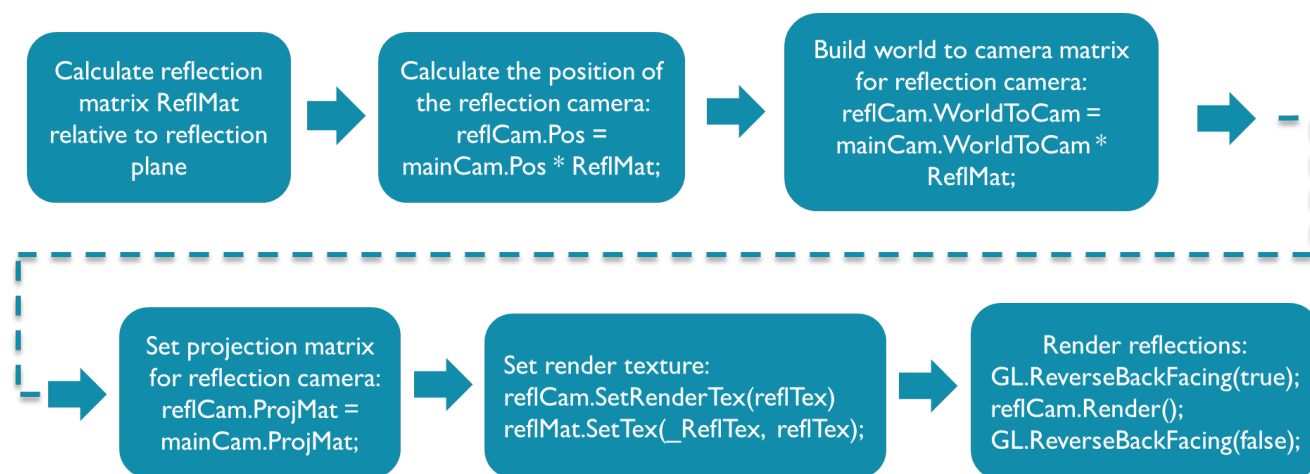 Calculate reflection
matrix ReflMat
relative to reflection
plane
Calculate the position of
the reflection camera:
reflCam.Pos =
mainCam.Pos * ReflMat;
Build world to camera matrix
for reflection camera:
reflCam.WorldToCam =
mainCam.WorldToCam *
ReflMat;
Set projection matrix
for reflection camera:
reflCam.ProjMat =
mainCam.ProjMat;
Set render texture:
reflCam.SetRenderTex(reflTex)
reflMat.SetTex(_ReflTex, reflTex);
Render reflections:
GL.ReverseBackFacing(true);
reflCam.Render();
GL.ReverseBackFacing(false);